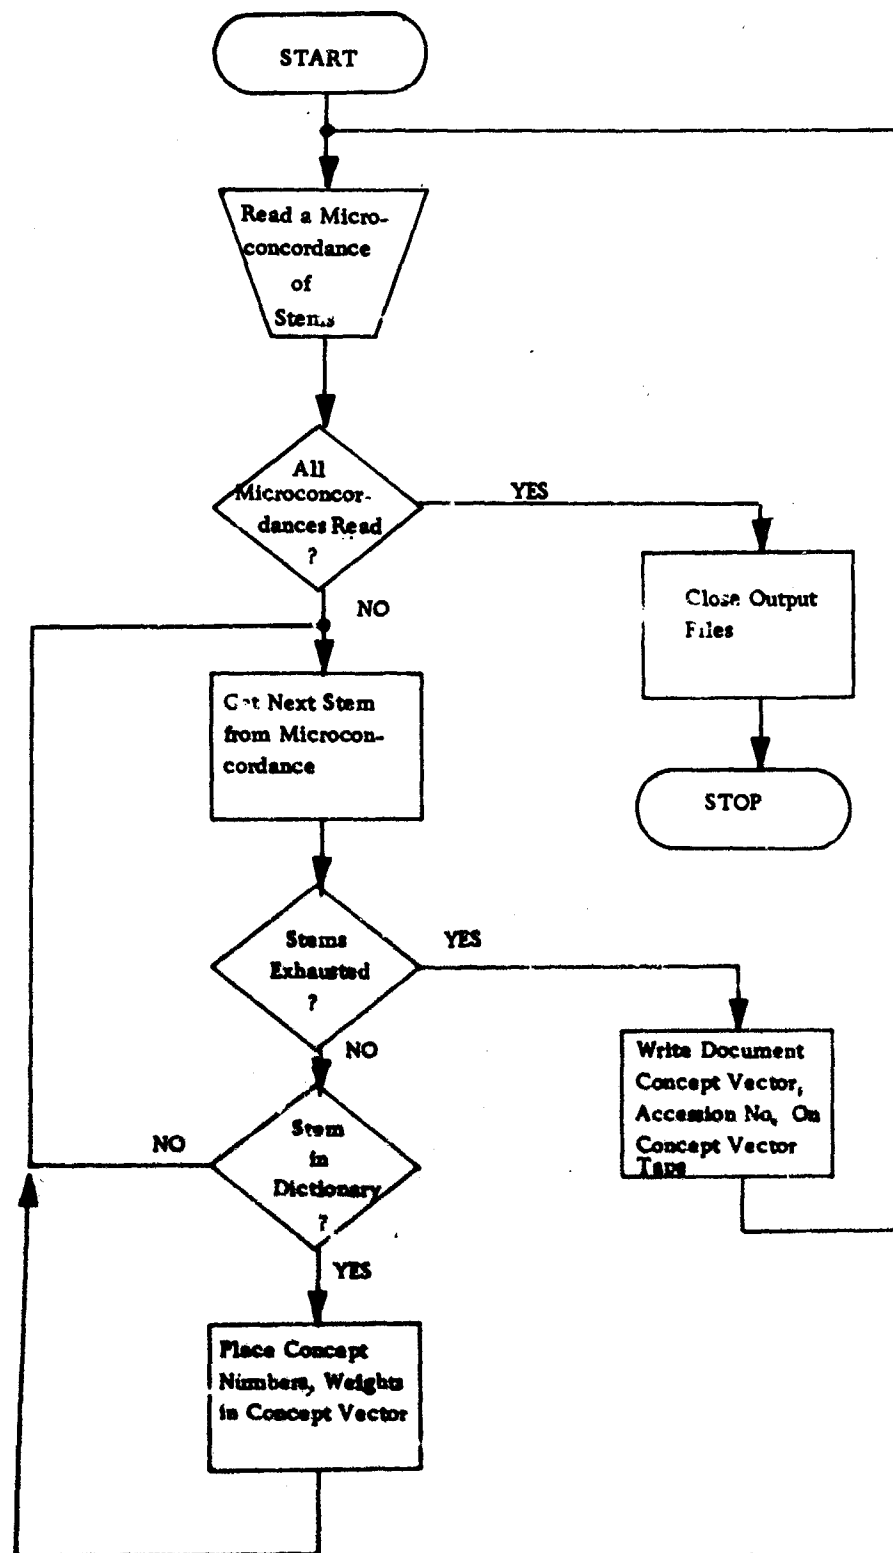 START
Read a Micro-
concordance
of
Stems
All
Microconcor-
dances Read
?
YES
NO
Close Output
Files
Get Next Stem
from Microcon-
cordance
STOP
Stems
Exhausted
?
YES
NO
Write Document
Concept Vector,
Accession No. On
Concept Vector
Tape
Stem
in
Dictionary
?
NO
YES
Place Concept
Numbers, Weights
in Concept Vector